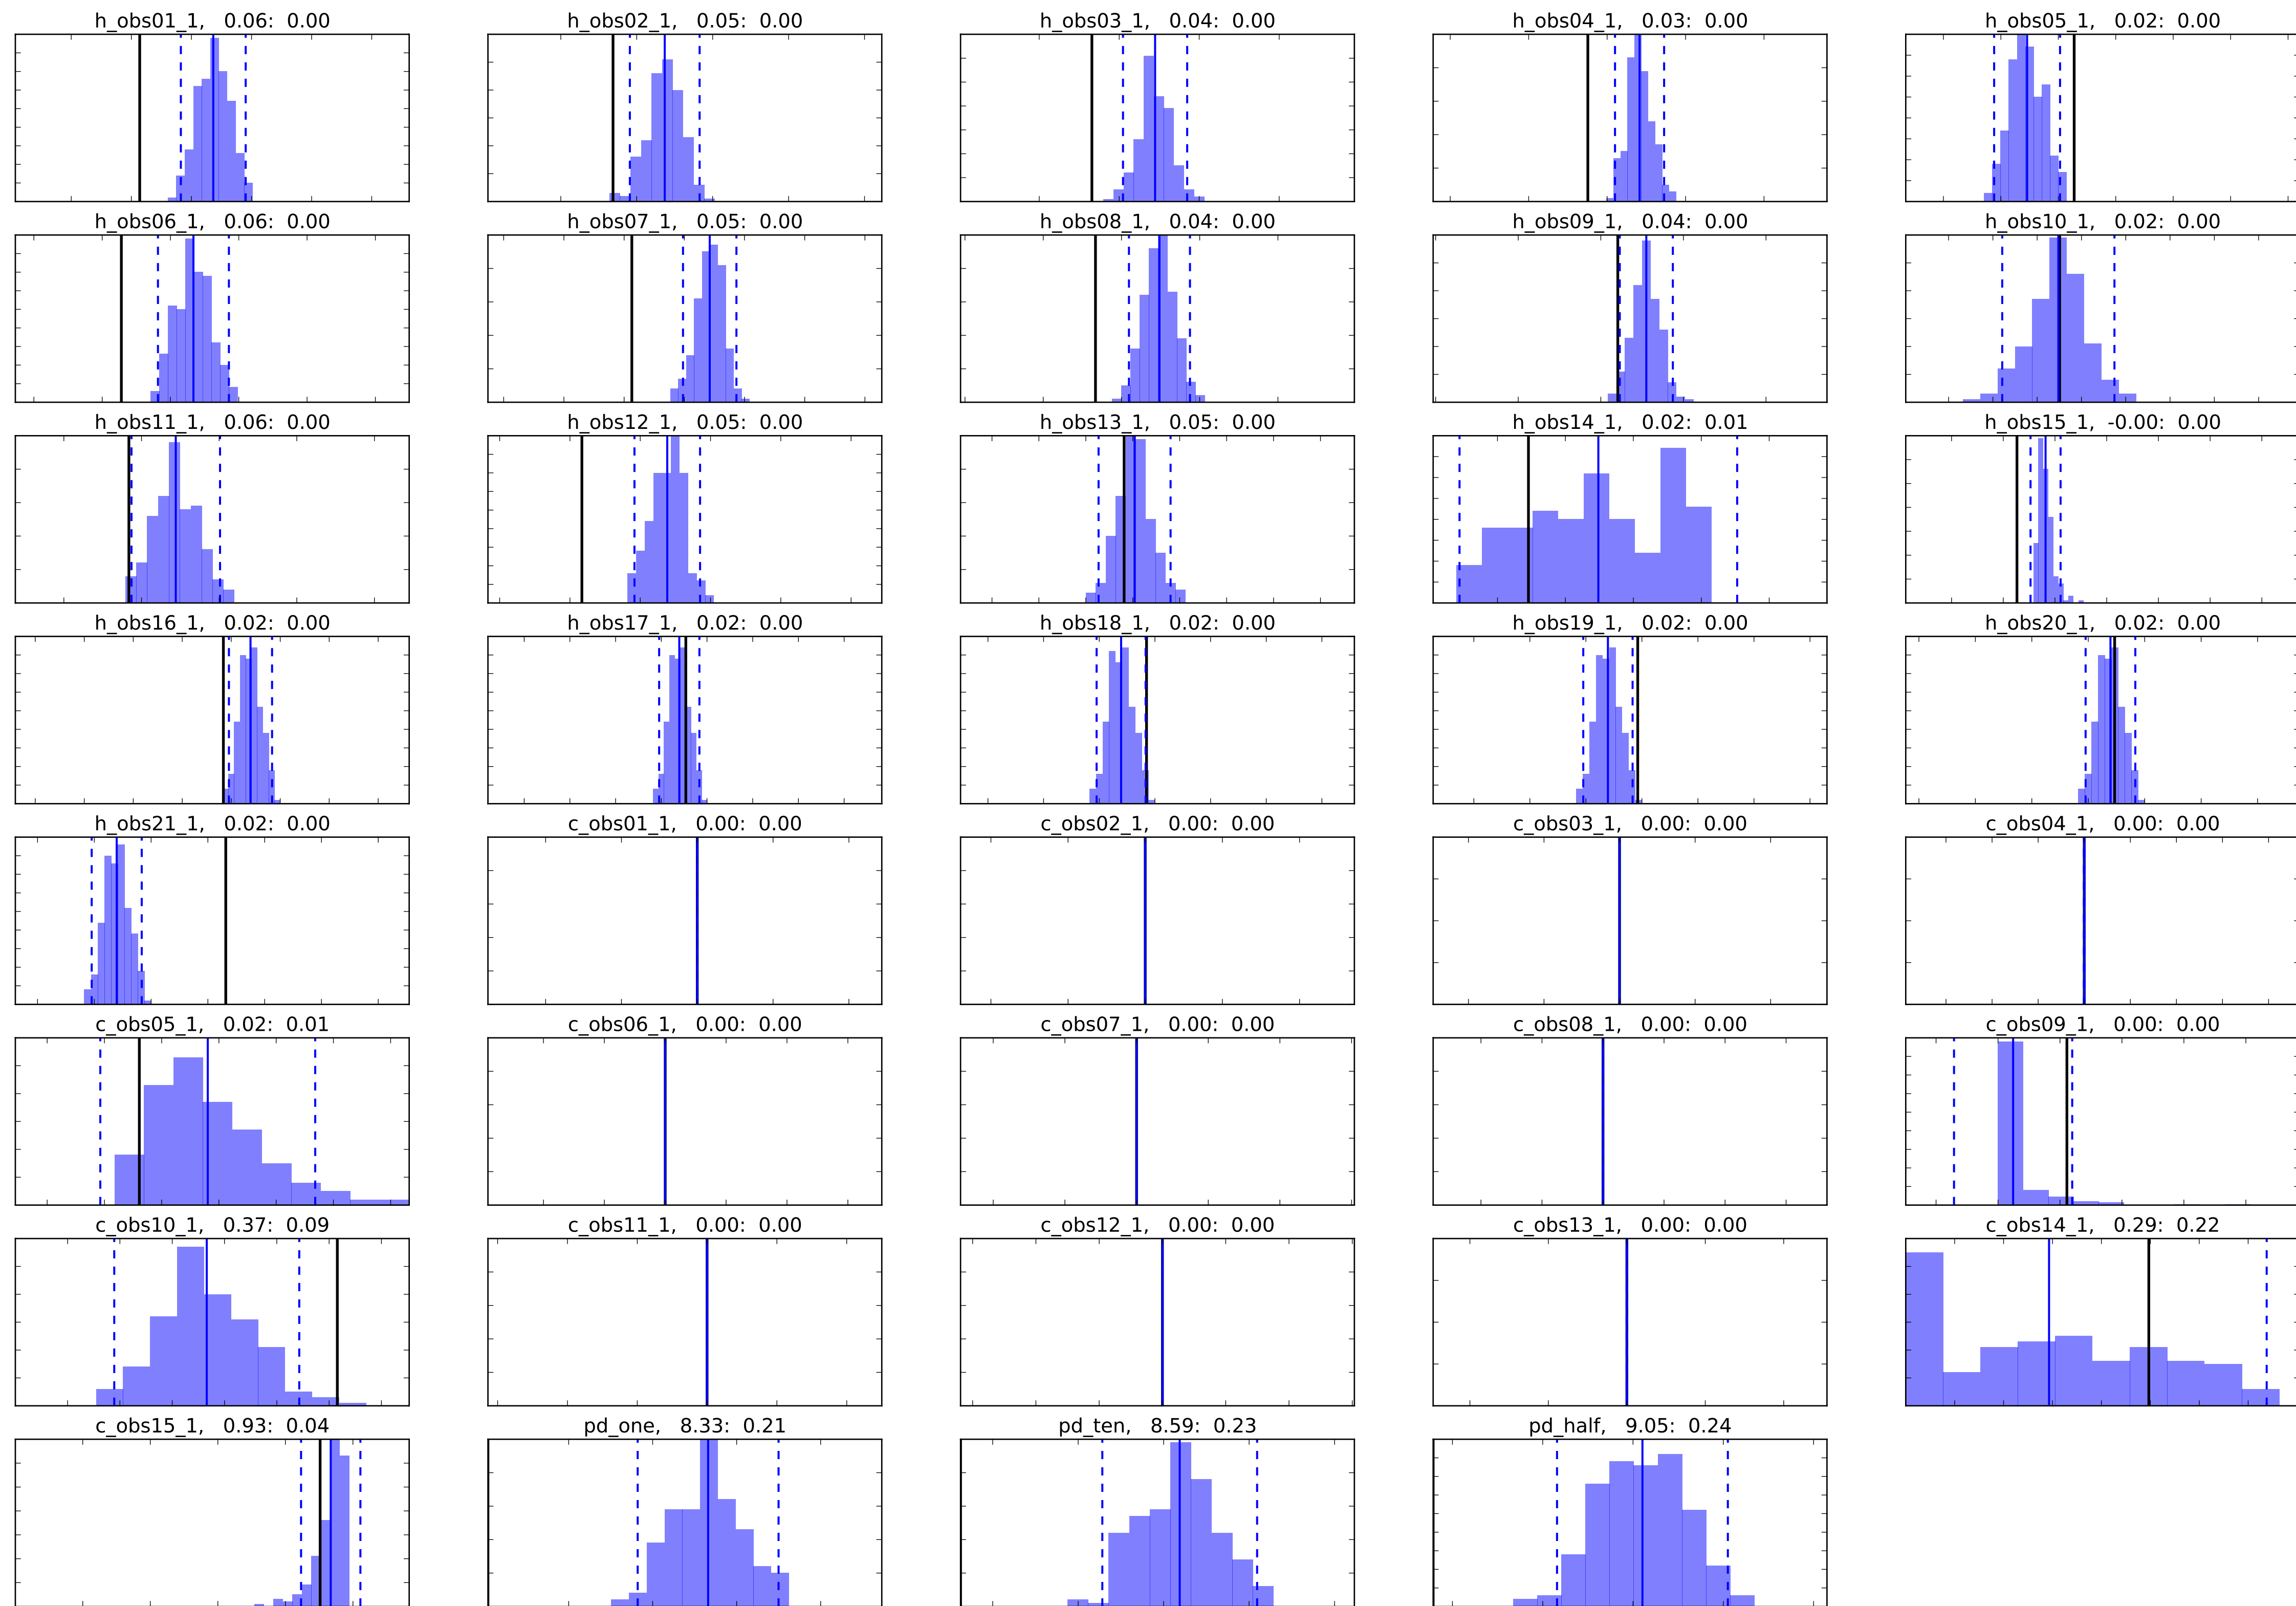 h_obs01_1,   0.06:  0.00
h_obs02_1,   0.05:  0.00
h_obs03_1,   0.04:  0.00
h_obs04_1,   0.03:  0.00
h_obs05_1,   0.02:  0.00
h_obs06_1,   0.06:  0.00
h_obs07_1,   0.05:  0.00
h_obs08_1,   0.04:  0.00
h_obs09_1,   0.04:  0.00
h_obs10_1,   0.02:  0.00
h_obs11_1,   0.06:  0.00
h_obs12_1,   0.05:  0.00
h_obs13_1,   0.05:  0.00
h_obs14_1,   0.02:  0.01
h_obs15_1,  -0.00:  0.00
h_obs16_1,   0.02:  0.00
h_obs17_1,   0.02:  0.00
h_obs18_1,   0.02:  0.00
h_obs19_1,   0.02:  0.00
h_obs20_1,   0.02:  0.00
h_obs21_1,   0.02:  0.00
c_obs01_1,   0.00:  0.00
c_obs02_1,   0.00:  0.00
c_obs03_1,   0.00:  0.00
c_obs04_1,   0.00:  0.00
c_obs05_1,   0.02:  0.01
c_obs06_1,   0.00:  0.00
c_obs07_1,   0.00:  0.00
c_obs08_1,   0.00:  0.00
c_obs09_1,   0.00:  0.00
c_obs10_1,   0.37:  0.09
c_obs11_1,   0.00:  0.00
c_obs12_1,   0.00:  0.00
c_obs13_1,   0.00:  0.00
c_obs14_1,   0.29:  0.22
c_obs15_1,   0.93:  0.04
pd_one,   8.33:  0.21
pd_ten,   8.59:  0.23
pd_half,   9.05:  0.24